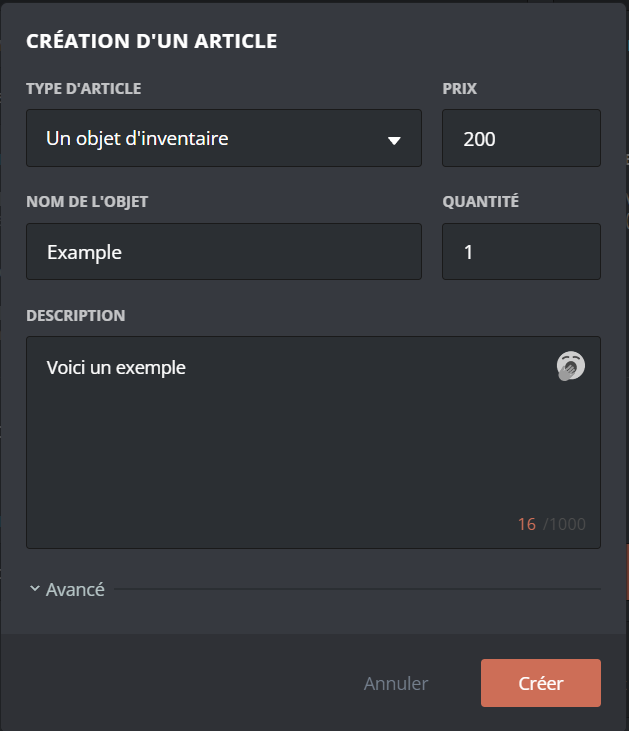 CRÉATION D'UN ARTICLE
TYPE D'ARTICLE
PRIX
Un objet d'inventaire
200
NOM DE L'OBJET
QUANTITÉ
Example
1
DESCRIPTION
Voici un exemple
16 /1000
Avancé
Annuler
Créer